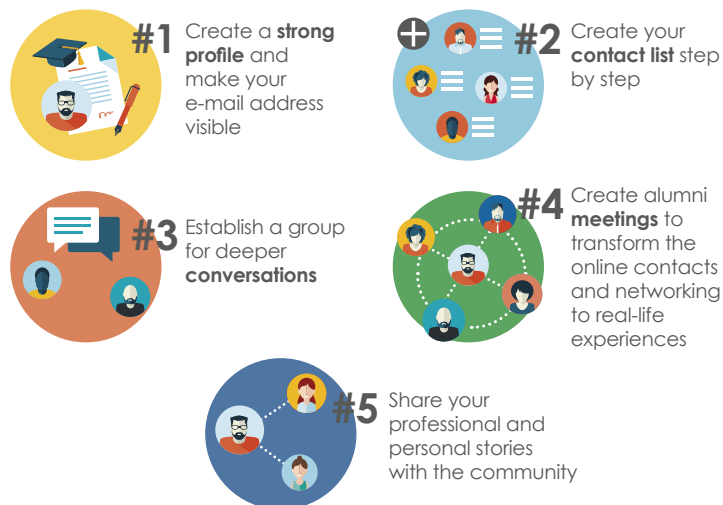 #1 Create a strong
profile and
make your
e-mail address
visible
#2 Create your
contact list step
by step
#3 Establish a group
for deeper
conversations
#4 Create alumni
meetings to
transform the
online contacts
and networking
to real-life
experiences
#5 Share your
professional and
personal stories
with the community